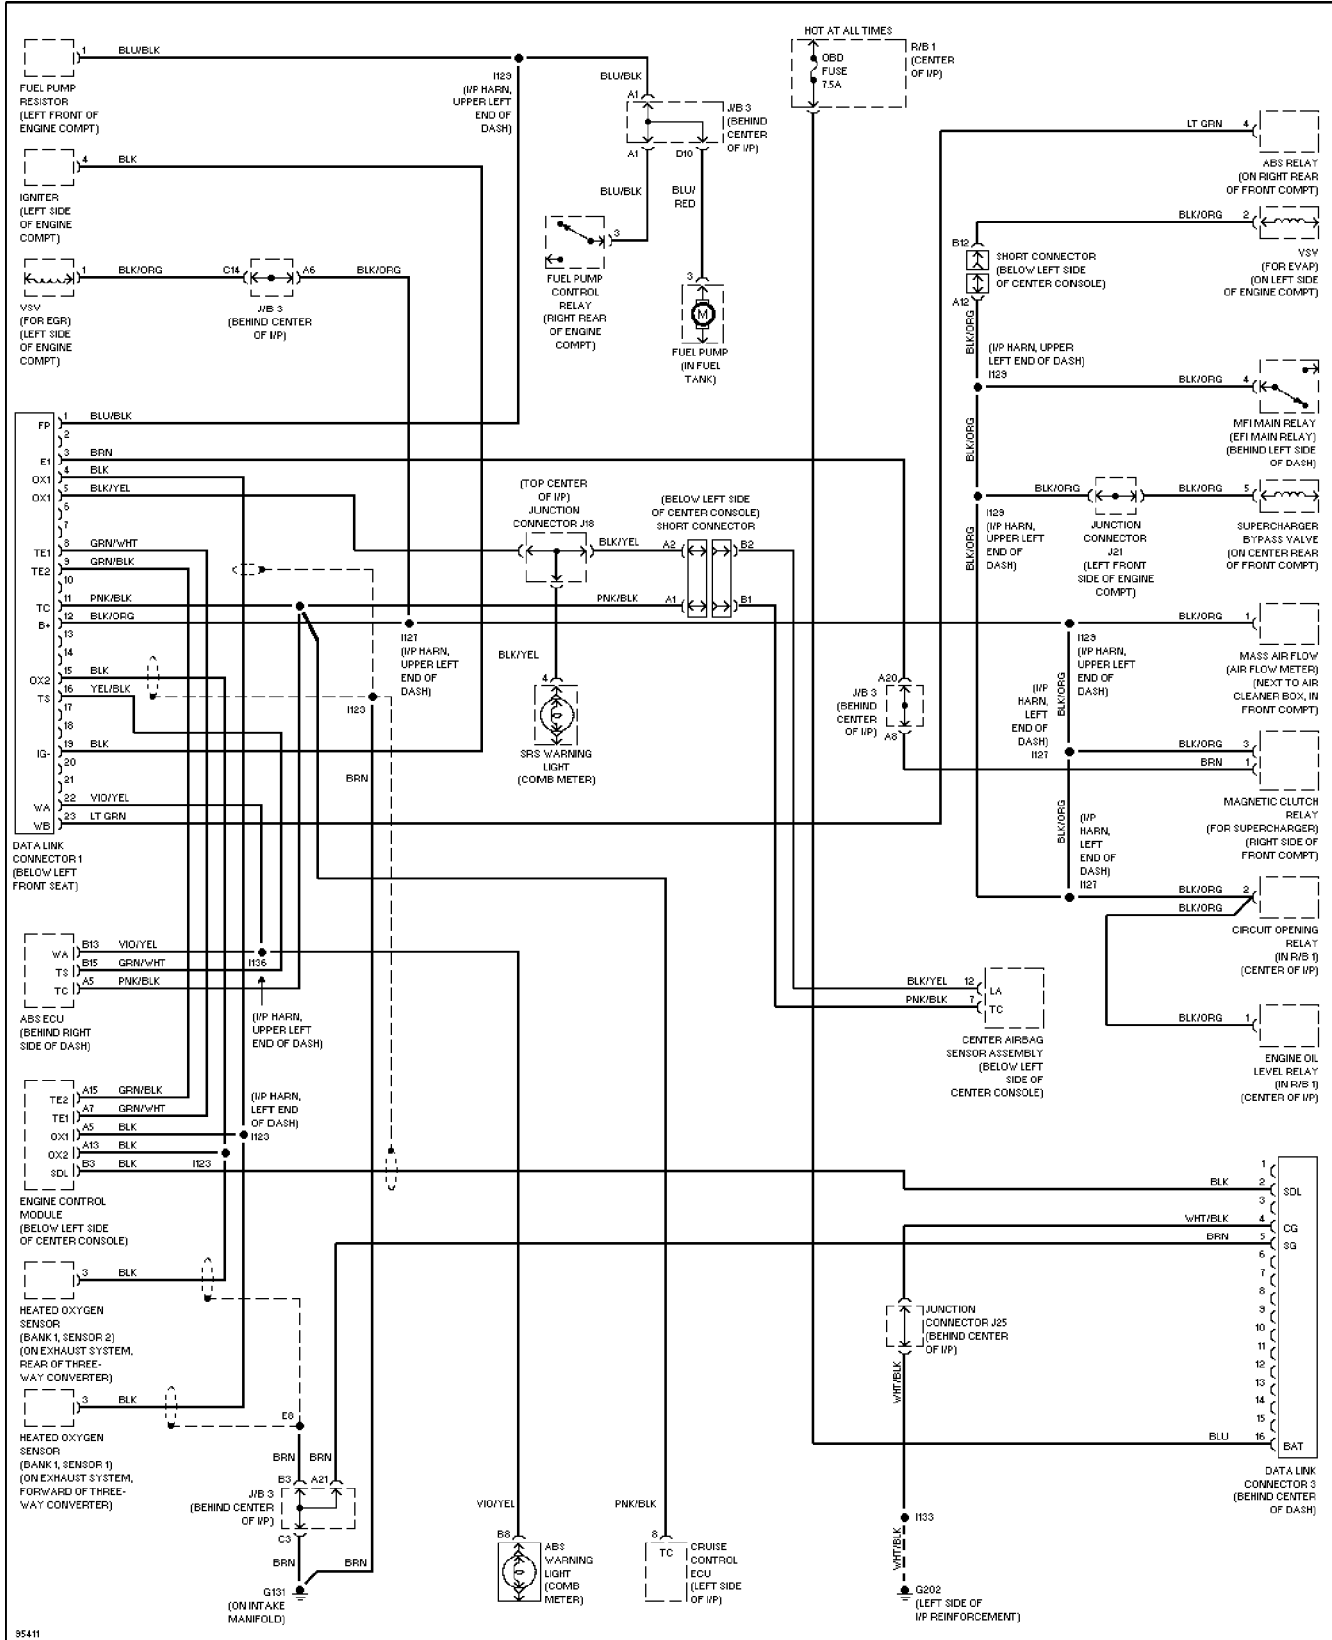 HOT AT ALL TIMES
R/B 1
(CENTER
OF I/P)
OBD
FUSE
7.5A
1
BLU/BLK
FUEL PUMP
RESISTOR
(LEFT FRONT OF
ENGINE COMPT)
I129
(I/P HARN,
UPPER LEFT
END OF
DASH)
BLU/BLK
A1
J/B 3
(BEHIND
CENTER
OF I/P)
A1
D10
BLU/BLK
BLU/
RED
3
FUEL PUMP
CONTROL
RELAY
(RIGHT REAR
OF ENGINE
COMPT)
3
M
FUEL PUMP
(IN FUEL
TANK)
LT GRN
4
ABS RELAY
(ON RIGHT REAR
OF FRONT COMPT)
4
BLK
IGNITER
(LEFT SIDE
OF ENGINE
COMPT)
BLK/ORG
2
VSV
(FOR EVAP)
(ON LEFT SIDE
OF ENGINE COMPT)
B12
SHORT CONNECTOR
(BELOW LEFT SIDE
OF CENTER CONSOLE)
A12
BLK/ORG
1
BLK/ORG
C14
A6
BLK/ORG
VSV
(FOR EGR)
(LEFT SIDE
OF ENGINE
COMPT)
J/B 3
(BEHIND CENTER
OF I/P)
(I/P HARN, UPPER
LEFT END OF DASH)
I129
BLK/ORG
4
MFI MAIN RELAY
(EFI MAIN RELAY)
(BEHIND LEFT SIDE
OF DASH)
BLK/ORG
BLK/ORG
BLK/ORG
5
I129
(I/P HARN,
UPPER LEFT
END OF
DASH)
JUNCTION
CONNECTOR
J21
(LEFT FRONT
SIDE OF ENGINE
COMPT)
SUPERCHARGER
BYPASS VALVE
(ON CENTER REAR
OF FRONT COMPT)
BLK/ORG
FP
1
BLU/BLK
2
E1
3
BRN
OX1
4
BLK
OX1
5
BLK/YEL
6
7
TE1
8
GRN/WHT
TE2
9
GRN/BLK
10
TC
11
PNK/BLK
B+
12
BLK/ORG
13
14
OX2
15
BLK
TS
16
YEL/BLK
17
18
IG-
19
BLK
20
21
WA
22
VIO/YEL
WB
23
LT GRN
DATA LINK
CONNECTOR 1
(BELOW LEFT
FRONT SEAT)
(TOP CENTER
OF I/P)
JUNCTION
CONNECTOR J18
(BELOW LEFT SIDE
OF CENTER CONSOLE)
SHORT CONNECTOR
BLK/YEL
A2
B2
PNK/BLK
A1
B1
I127
(I/P HARN,
UPPER LEFT
END OF
DASH)
BLK/YEL
4
SRS WARNING
LIGHT
(COMB METER)
I123
BRN
A20
J/B 3
(BEHIND
CENTER
OF I/P)
A8
BLK/ORG
1
MASS AIR FLOW
(AIR FLOW METER)
(NEXT TO AIR
CLEANER BOX, IN
FRONT COMPT)
I129
(I/P HARN,
UPPER LEFT
END OF
DASH)
BLK/ORG
(I/P
HARN,
LEFT
END OF
DASH)
I127
BLK/ORG
3
BRN
1
MAGNETIC CLUTCH
RELAY
(FOR SUPERCHARGER)
(RIGHT SIDE OF
FRONT COMPT)
BLK/ORG
(I/P
HARN,
LEFT
END OF
DASH)
I127
BLK/ORG
2
BLK/ORG
CIRCUIT OPENING
RELAY
(IN R/B 1)
(CENTER OF I/P)
BLK/ORG
1
ENGINE OIL
LEVEL RELAY
(IN R/B 1)
(CENTER OF I/P)
WA
B13
VIO/YEL
TS
B15
GRN/WHT
TC
A5
PNK/BLK
ABS ECU
(BEHIND RIGHT
SIDE OF DASH)
I136
(I/P HARN,
UPPER LEFT
END OF DASH)
BLK/YEL
12
LA
PNK/BLK
7
TC
CENTER AIRBAG
SENSOR ASSEMBLY
(BELOW LEFT
SIDE OF
CENTER CONSOLE)
TE2
A15
GRN/BLK
TE1
A7
GRN/WHT
OX1
A5
BLK
OX2
A13
BLK
SDL
B3
BLK
I123
ENGINE CONTROL
MODULE
(BELOW LEFT SIDE
OF CENTER CONSOLE)
(I/P HARN,
LEFT END
OF DASH)
I123
3
BLK
HEATED OXYGEN
SENSOR
(BANK 1, SENSOR 2)
(ON EXHAUST SYSTEM,
REAR OF THREE-
WAY CONVERTER)
3
BLK
HEATED OXYGEN
SENSOR
(BANK 1, SENSOR 1)
(ON EXHAUST SYSTEM,
FORWARD OF THREE-
WAY CONVERTER)
E8
BRN
BRN
B3
A21
J/B 3
(BEHIND CENTER
OF I/P)
C3
BRN
BRN
G131
(ON INTAKE
MANIFOLD)
VIO/YEL
B8
ABS
WARNING
LIGHT
(COMB
METER)
PNK/BLK
8
TC
CRUISE
CONTROL
ECU
(LEFT SIDE
OF I/P)
JUNCTION
CONNECTOR J25
(BEHIND CENTER
OF I/P)
WHT/BLK
I133
WHT/BLK
G202
(LEFT SIDE OF
I/P REINFORCEMENT)
1
BLK
2
SDL
3
WHT/BLK
4
CG
BRN
5
SG
6
7
8
9
10
11
12
13
14
15
BLU
16
BAT
DATA LINK
CONNECTOR 3
(BEHIND CENTER
OF DASH)
95411